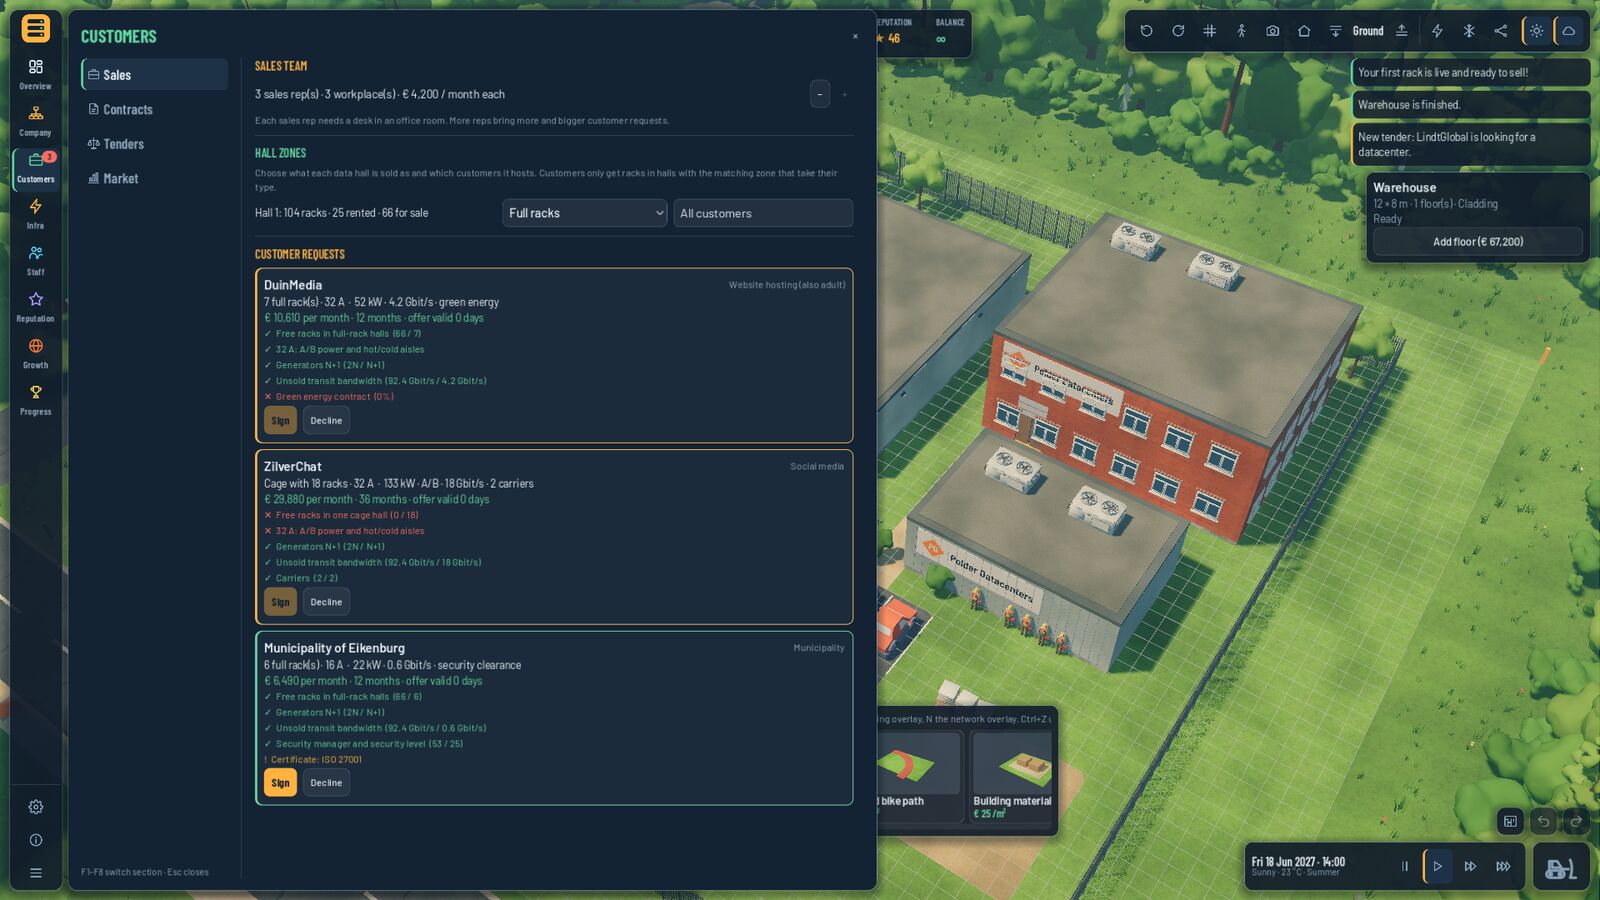 CUSTOMERS
×
Sales
Contracts
Tenders
Market
F1–F8 switch section · Esc closes
Overview
Company
3
Customers
Infra
Staff
Reputation
Growth
Progress
SALES TEAM
3 sales rep(s) · 3 workplace(s) · € 4,200 / month each
-
+
Each sales rep needs a desk in an office room. More reps bring more and bigger customer requests.
HALL ZONES
Choose what each data hall is sold as and which customers it hosts. Customers only get racks in halls with the matching zone that take their
type.
Hall 1: 104 racks · 25 rented · 66 for sale
Full racks
All customers
CUSTOMER REQUESTS
DuinMedia
Website hosting (also adult)
7 full rack(s) · 32 A · 52 kW · 4.2 Gbit/s · green energy
€ 10,610 per month · 12 months · offer valid 0 days
✓ Free racks in full-rack halls (66 / 7)
✓ 32 A: A/B power and hot/cold aisles
✓ Generators N+1 (2N / N+1)
✓ Unsold transit bandwidth (92.4 Gbit/s / 4.2 Gbit/s)
✕ Green energy contract (0%)
Sign
Decline
ZilverChat
Social media
Cage with 18 racks · 32 A · 133 kW · A/B · 18 Gbit/s · 2 carriers
€ 29,880 per month · 36 months · offer valid 0 days
✕ Free racks in one cage hall (0 / 18)
✕ 32 A: A/B power and hot/cold aisles
✓ Generators N+1 (2N / N+1)
✓ Unsold transit bandwidth (92.4 Gbit/s / 18 Gbit/s)
✓ Carriers (2 / 2)
Sign
Decline
Municipality of Eikenburg
Municipality
6 full rack(s) · 16 A · 22 kW · 0.6 Gbit/s · security clearance
€ 6,490 per month · 12 months · offer valid 0 days
✓ Free racks in full-rack halls (66 / 6)
✓ Generators N+1 (2N / N+1)
✓ Unsold transit bandwidth (92.4 Gbit/s / 0.6 Gbit/s)
✓ Security manager and security level (53 / 25)
! Certificate: ISO 27001
Sign
Decline
EPUTATION
BALANCE
★ 46
∞
Ground
Your first rack is live and ready to sell!
Warehouse is finished.
New tender: LindtGlobal is looking for a
datacenter.
Warehouse
12 × 8 m · 1 floor(s) · Cladding
Ready
Add floor (€ 67,200)
Polder Datacenters
PD
Polder Datacenters
ing overlay, N the network overlay. Ctrl+Z u
bike path
Building material
€ 25 /m²
Fri 18 Jun 2027 · 14:00
Sunny · 23 °C · Summer